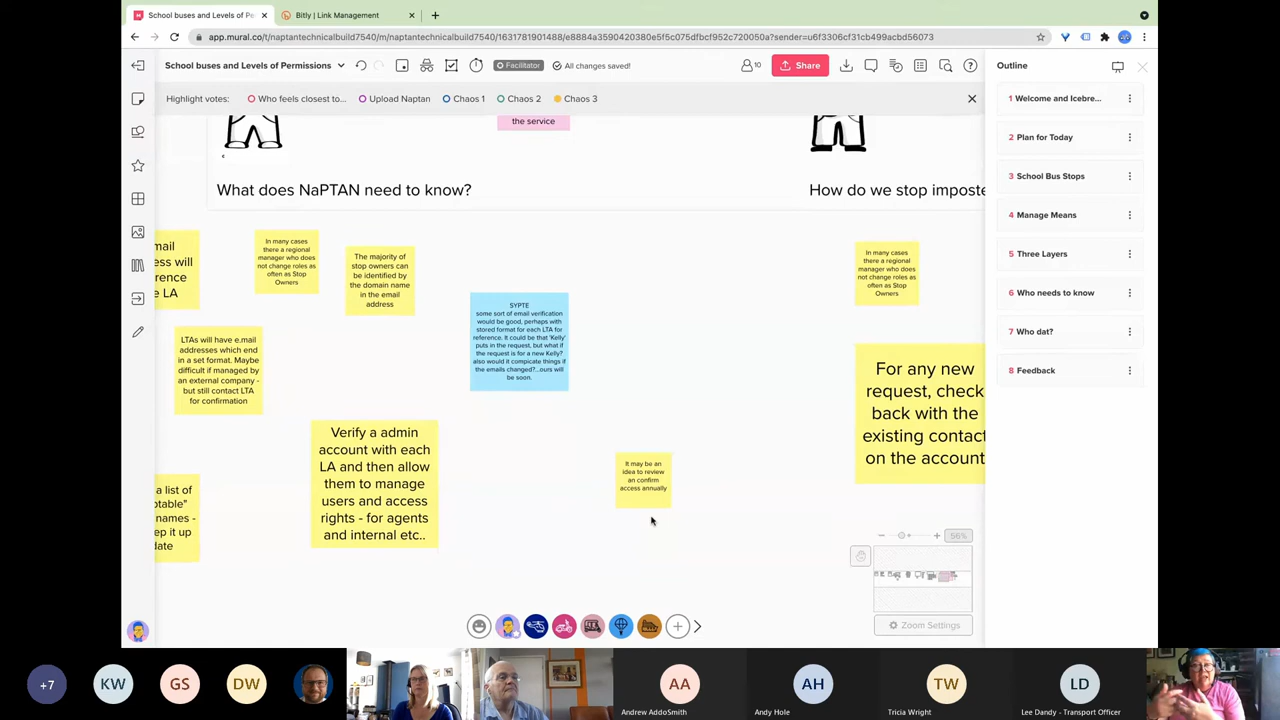 School buses and Levels of Pe
Bitly | Link Management
app.mural.co/t/naptantechnicalbuild7540/m/naptantechnicalbuild7540/1631781901488/e8884a3590420380e5f5c075dfbcf952c720050a?sender=u6f3306cf31cb499acbd56073
School buses and Levels of Permissions
Facilitator
All changes saved!
10
Share
Outline
Highlight votes:
Who feels closest to...
Upload Naptan
Chaos 1
Chaos 2
Chaos 3
1 Welcome and Icebre...
2 Plan for Today
3 School Bus Stops
4 Manage Means
5 Three Layers
6 Who needs to know
7 Who dat?
8 Feedback
the service
What does NaPTAN need to know?
How do we stop imposte
mail
ess will
rence
e LA
In many cases
there a regional
manager who does
not change roles as
often as Stop
Owners
The majority of
stop owners can
be identified by
the domain name
in the email
address
SYPTE
some sort of email verification
would be good, perhaps with
stored format for each LTA for
reference. It could be that 'Kelly'
puts in the request, but what if
the request is for a new Kelly?
also would it compicate things if
the emails changed?...ours will
be soon.
In many cases
there a regional
manager who does
not change roles as
often as Stop
Owners
LTAs will have e.mail
addresses which end
in a set format. Maybe
difficult if managed by
an external company -
but still contact LTA
for confirmation
For any new
request, check
back with the
existing contact
on the account
Verify a admin
account with each
LA and then allow
them to manage
users and access
rights - for agents
and internal etc..
It may be an
idea to review
an confirm
access annually
a list of
ptable"
names -
ep it up
date
56%
Zoom Settings
+7
KW
GS
DW
AA
Andrew AddoSmith
AH
Andy Hole
TW
Tricia Wright
LD
Lee Dandy - Transport Officer